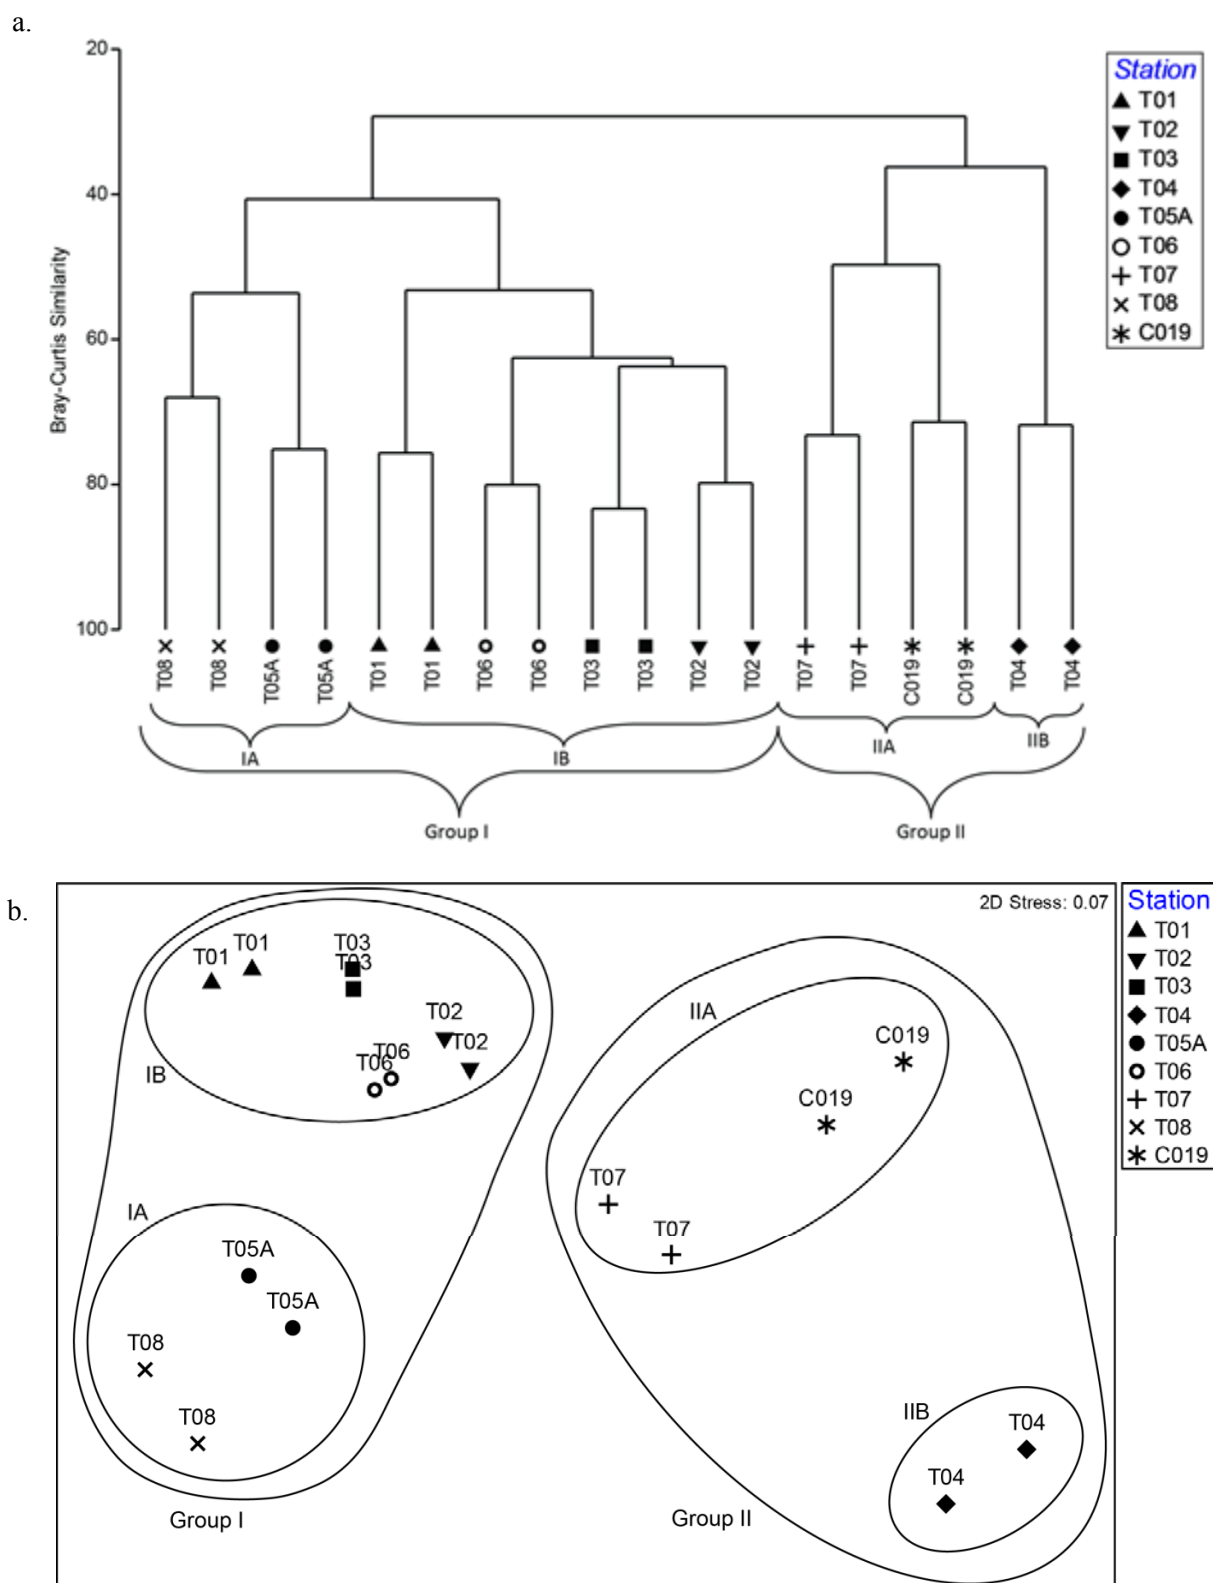 a.
20
40
60
80
100
Bray-Curtis Similarity
Station
T01
T02
T03
T04
T05A
T06
T07
T08
C019
T08 T08 T05A T05A T01 T01 T06 T06 T03 T03 T02 T02 T07 T07 C019 C019 T04 T04
IA IB IIA IIB
Group I Group II
b.
2D Stress: 0.07
Station
T01
T02
T03
T04
T05A
T06
T07
T08
C019
T01 T01 T03
T03
T02
T02
T06
T06
IB
IIA
C019
C019
T07
T07
IA
T05A
T05A
T08
T08
Group I
IIB
T04
T04
Group II